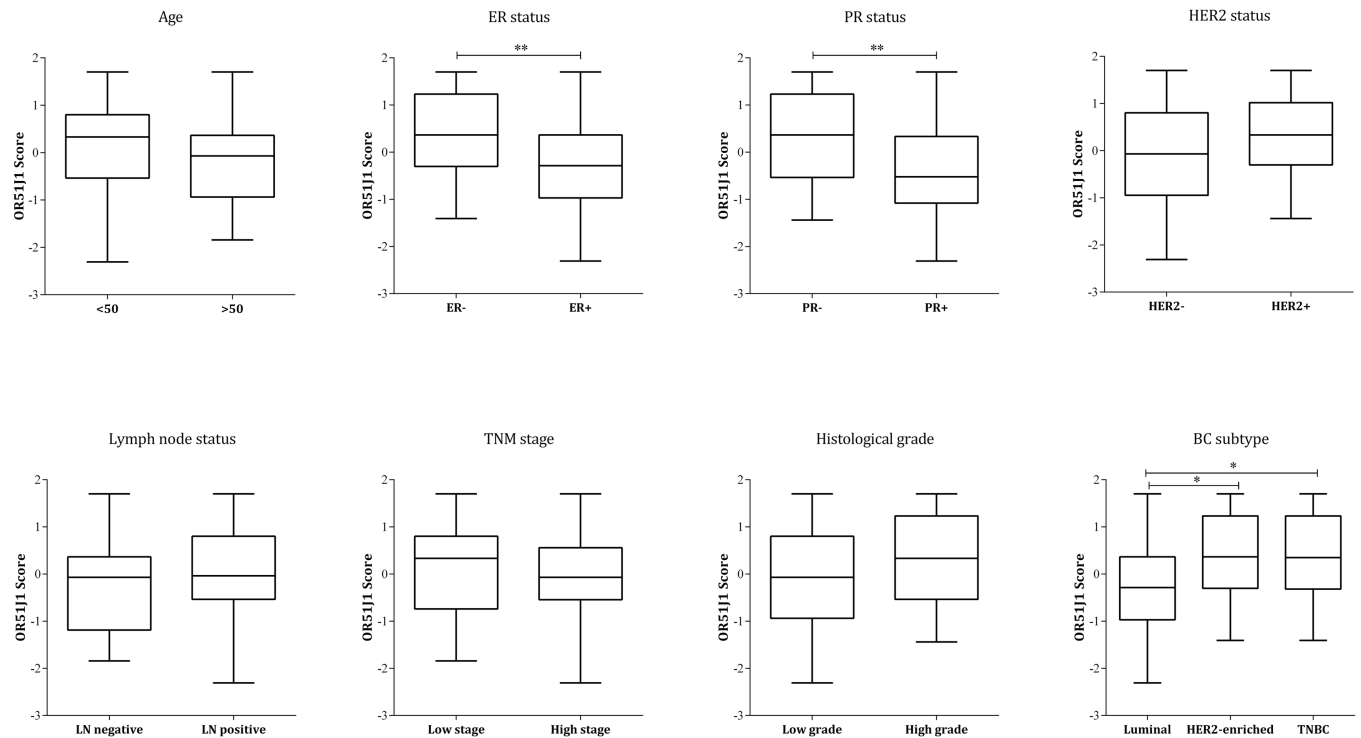 Age
ER status
PR status
HER2 status
**
**
OR51J1 Score
2
1
0
-1
-2
-3
<50
>50
OR51J1 Score
2
1
0
-1
-2
-3
ER-
ER+
OR51J1 Score
2
1
0
-1
-2
-3
PR-
PR+
OR51J1 Score
2
1
0
-1
-2
-3
HER2-
HER2+
Lymph node status
TNM stage
Histological grade
BC subtype
OR51J1 Score
2
1
0
-1
-2
-3
LN negative
LN positive
OR51J1 Score
2
1
0
-1
-2
-3
Low stage
High stage
OR51J1 Score
2
1
0
-1
-2
-3
Low grade
High grade
*
*
OR51J1 Score
2
1
0
-1
-2
-3
Luminal
HER2-enriched
TNBC